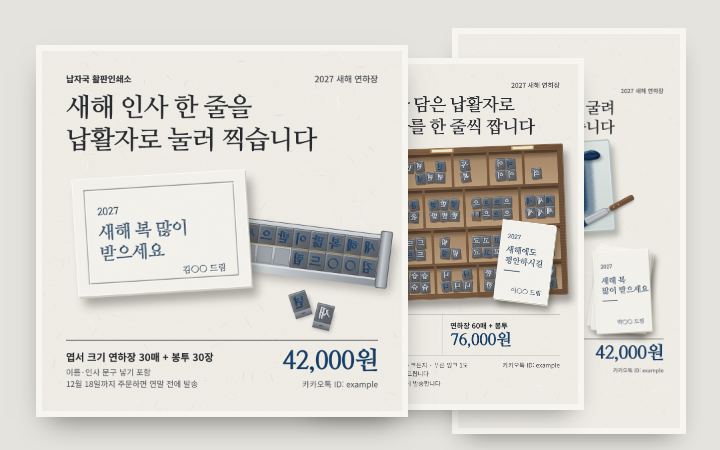 납자국 활판인쇄소
2027 새해 연하장
새해 인사 한 줄을
납활자로 눌러 찍습니다
2027
새해 복 많이
받으세요
김○○ 드림
엽서 크기 연하장 30매 + 봉투 30장
이름·인사 문구 넣기 포함
12월 18일까지 주문하면 연말 전에 발송
42,000원
카카오톡 ID: example
2027 새해 연하장
담은 납활자로
를 한 줄씩 짭니다
2027
새해에도
평안하시길
이○○ 드림
연하장 60매 + 봉투
76,000원
카카오톡 ID: example
2027 새해 연하장
굴려
니다
2027
새해 복
많이 받으세요
42,000원
카카오톡 ID: example